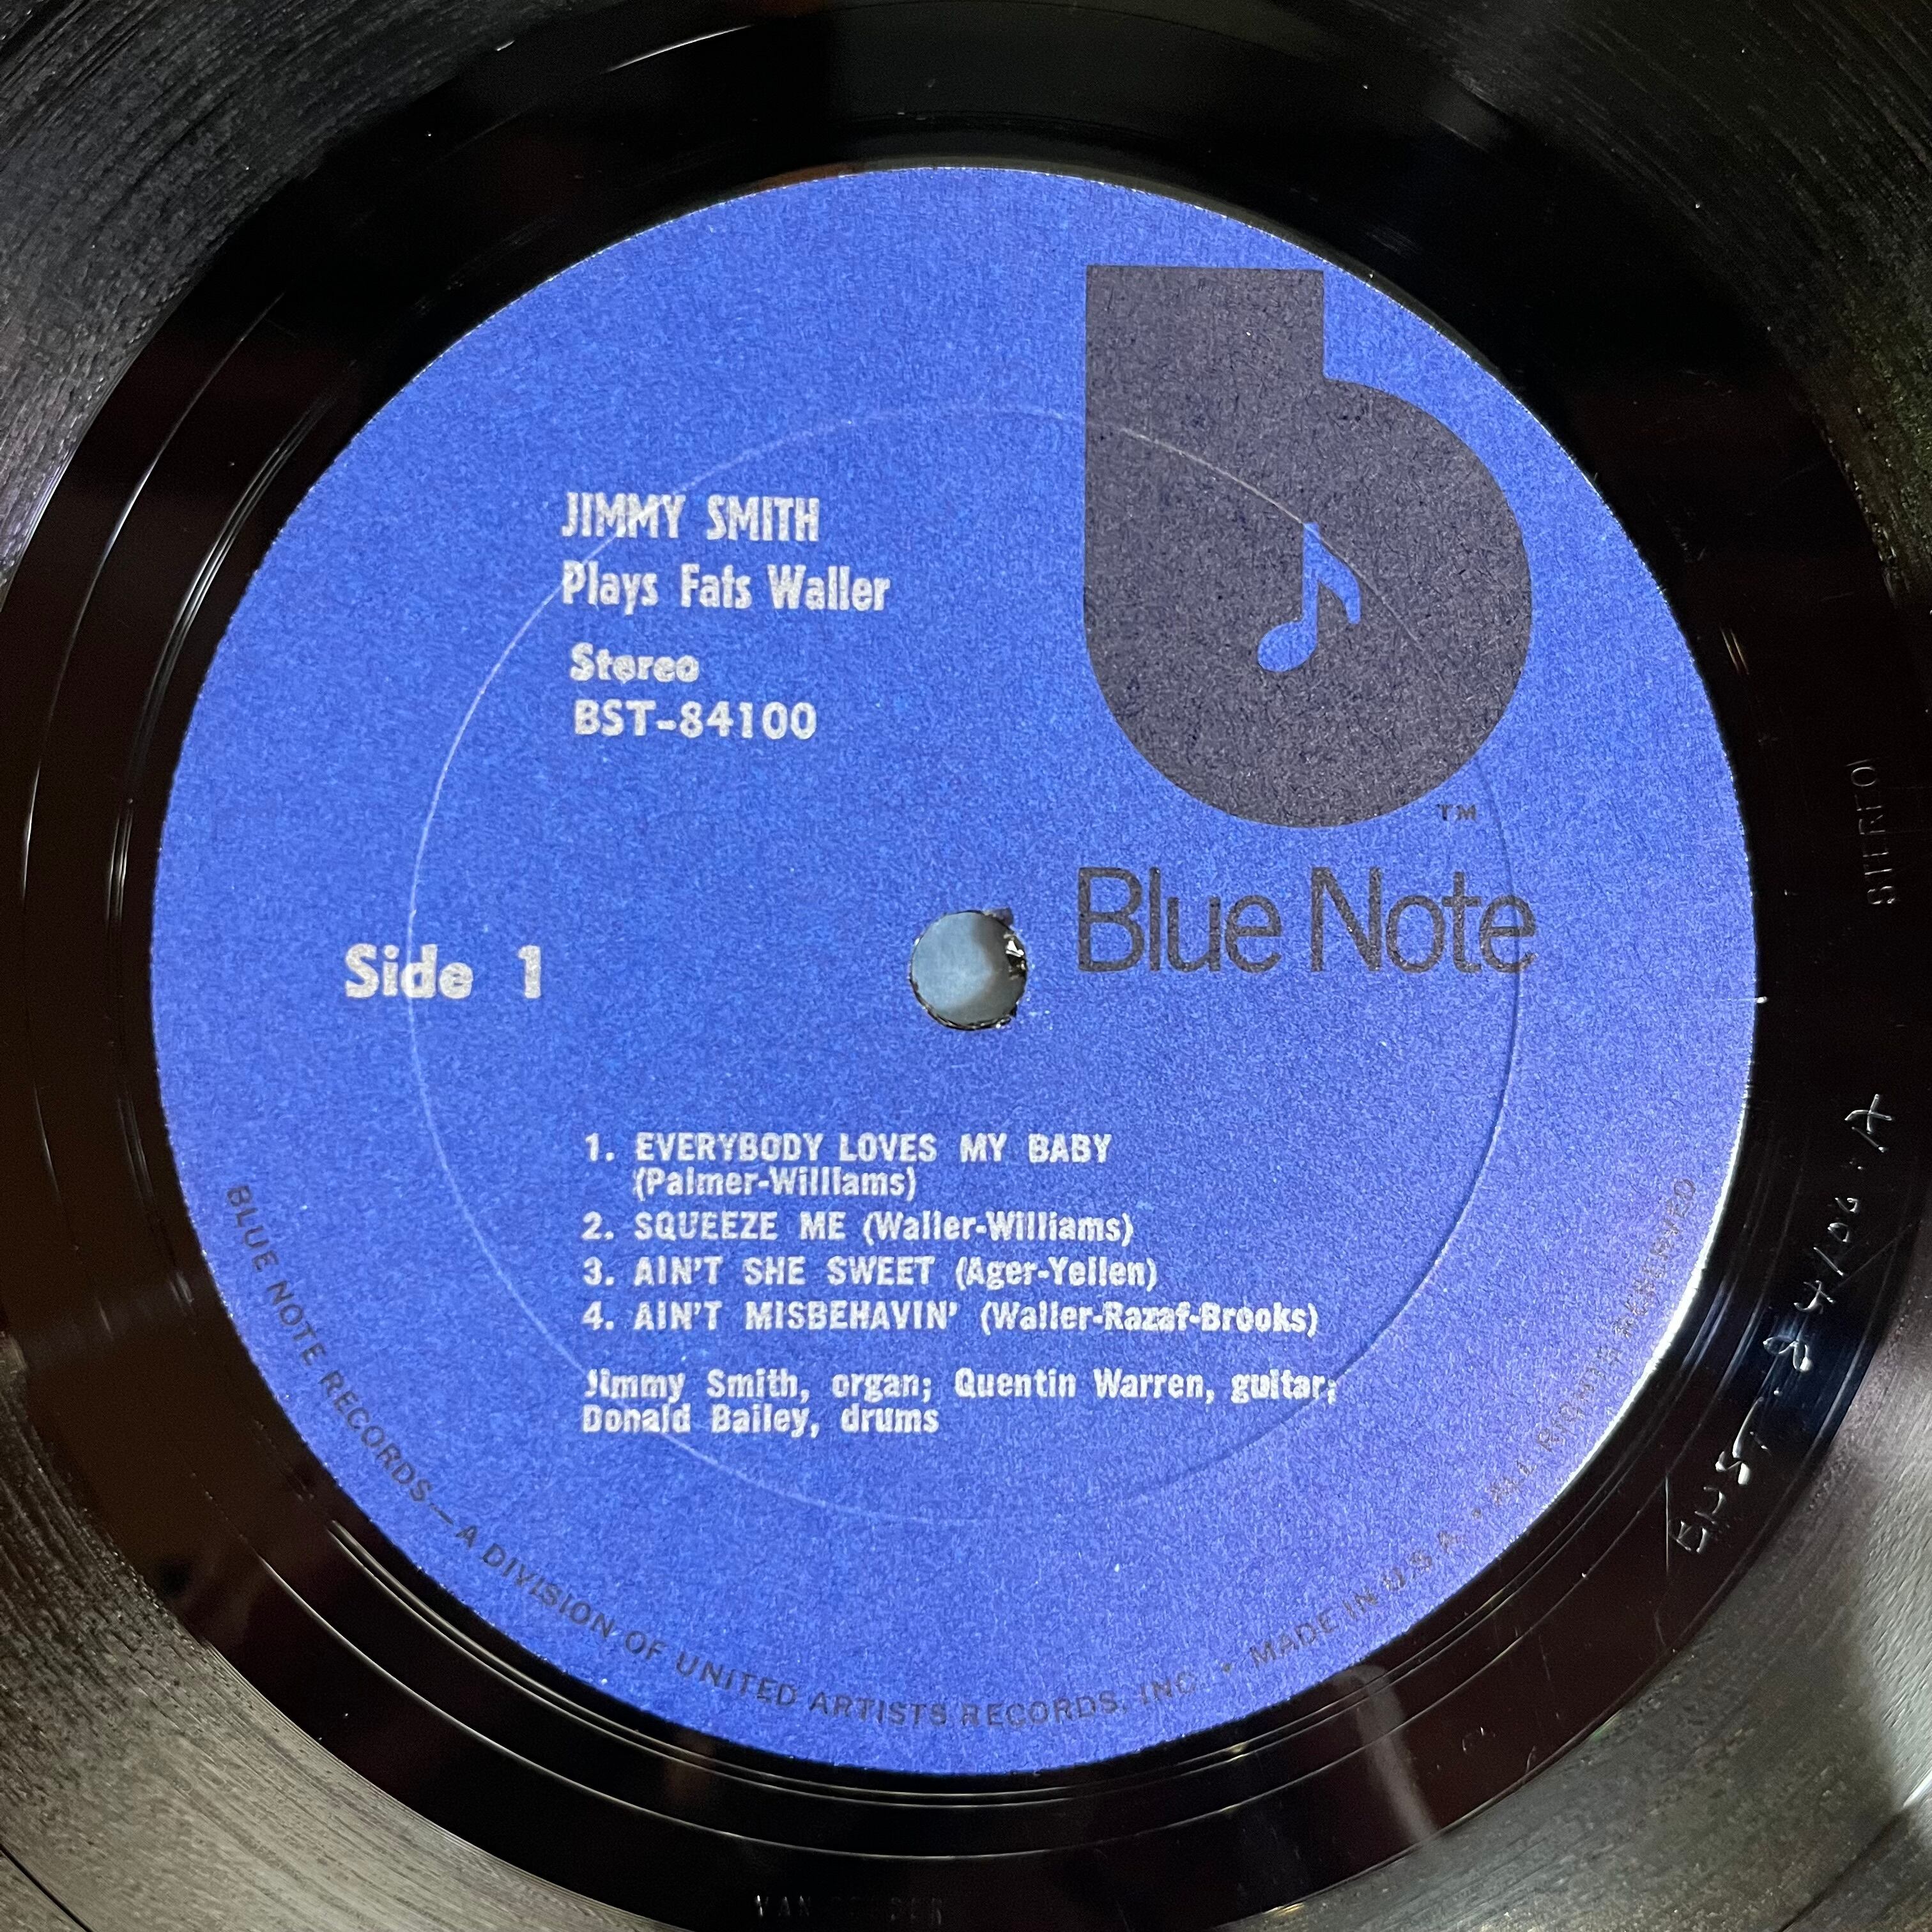 JIMMY SMITH
Plays Fats Waller
Stereo
BST-84100
TM
Blue Note
Side 1
1. EVERYBODY LOVES MY BABY
(Palmer-Williams)
2. SQUEEZE ME (Waller-Williams)
3. AIN'T SHE SWEET (Ager-Yellen)
4. AIN'T MISBEHAVIN' (Waller-Razaf-Brooks)
Jimmy Smith, organ; Quentin Warren, guitar;
Donald Bailey, drums
BLUE NOTE RECORDS—A DIVISION OF UNITED ARTISTS RECORDS, INC. • MADE IN U.S.A. • ALL RIGHTS RESERVED
STEREO